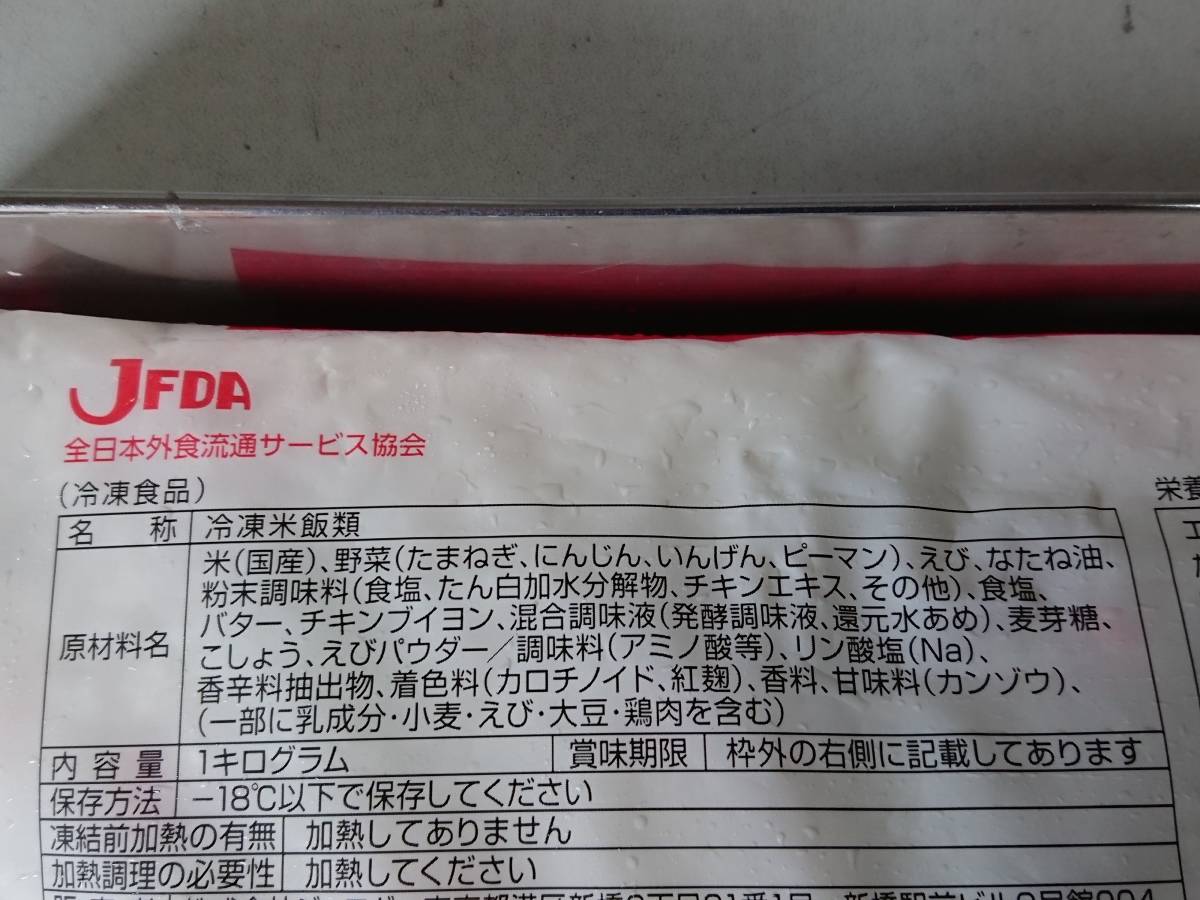 JFDA
全日本外食流通サービス協会
(冷凍食品)
名 称 冷凍米飯類
原材料名
米(国産)、野菜(たまねぎ、にんじん、いんげん、ピーマン)、えび、なたね油、
粉末調味料(食塩、たん白加水分解物、チキンエキス、その他)、食塩、
バター、チキンブイヨン、混合調味液(発酵調味液、還元水あめ)、麦芽糖、
こしょう、えびパウダー/調味料(アミノ酸等)、リン酸塩(Na)、
香辛料抽出物、着色料(カロチノイド、紅麹)、香料、甘味料(カンゾウ)、
(一部に乳成分・小麦・えび・大豆・鶏肉を含む)
内容量 1キログラム 賞味期限 枠外の右側に記載してあります
保存方法 −18℃以下で保存してください
凍結前加熱の有無 加熱してありません
加熱調理の必要性 加熱してください
栄養